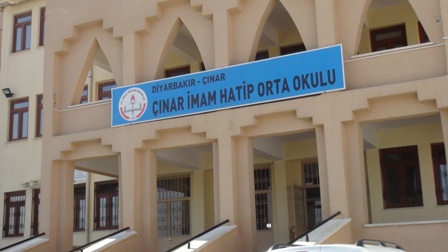 DİYARBAKIR - ÇINAR
ÇINAR İMAM HATİP ORTA OKULU